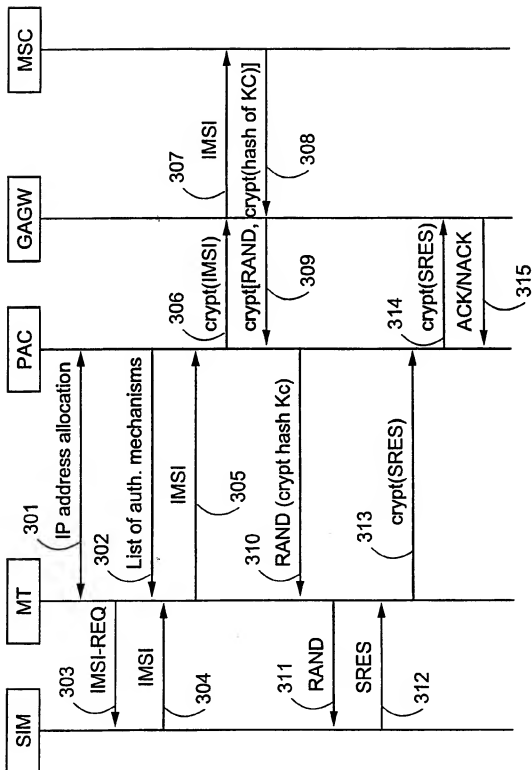 SIM
MT
PAC
GAGW
MSC
301
IP address allocation
302
List of auth. mechanisms
303
IMSI-REQ
IMSI
304
IMSI
305
306
crypt(IMSI)
307
IMSI
crypt[RAND, crypt(hash of KC)]
308
309
310
RAND (crypt hash Kc)
311
RAND
SRES
312
313
crypt(SRES)
314
crypt(SRES)
ACK/NACK
315